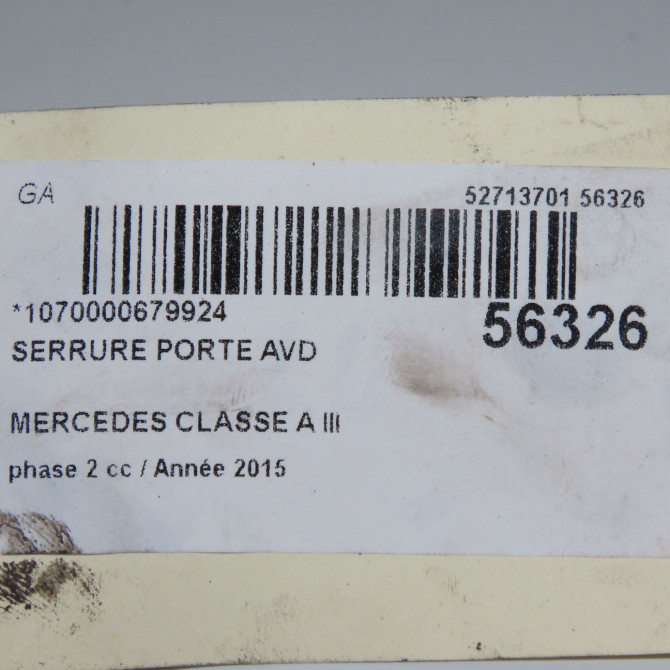 GA
52713701 56326
*1070000679924
56326
SERRURE PORTE AVD
MERCEDES CLASSE A III
phase 2 cc / Année 2015